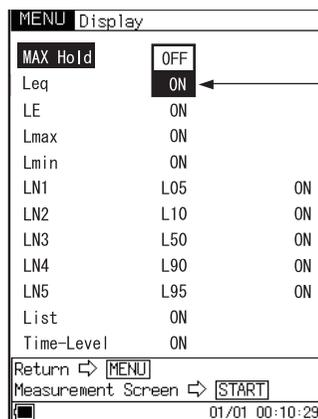 MENU Display
MAX Hold OFF
Leq ON
LE ON
Lmax ON
Lmin ON
LN1 L05 ON
LN2 L10 ON
LN3 L50 ON
LN4 L90 ON
LN5 L95 ON
List ON
Time-Level ON
Return ⇨ MENU
Measurement Screen ⇨ START
01/01 00:10:29